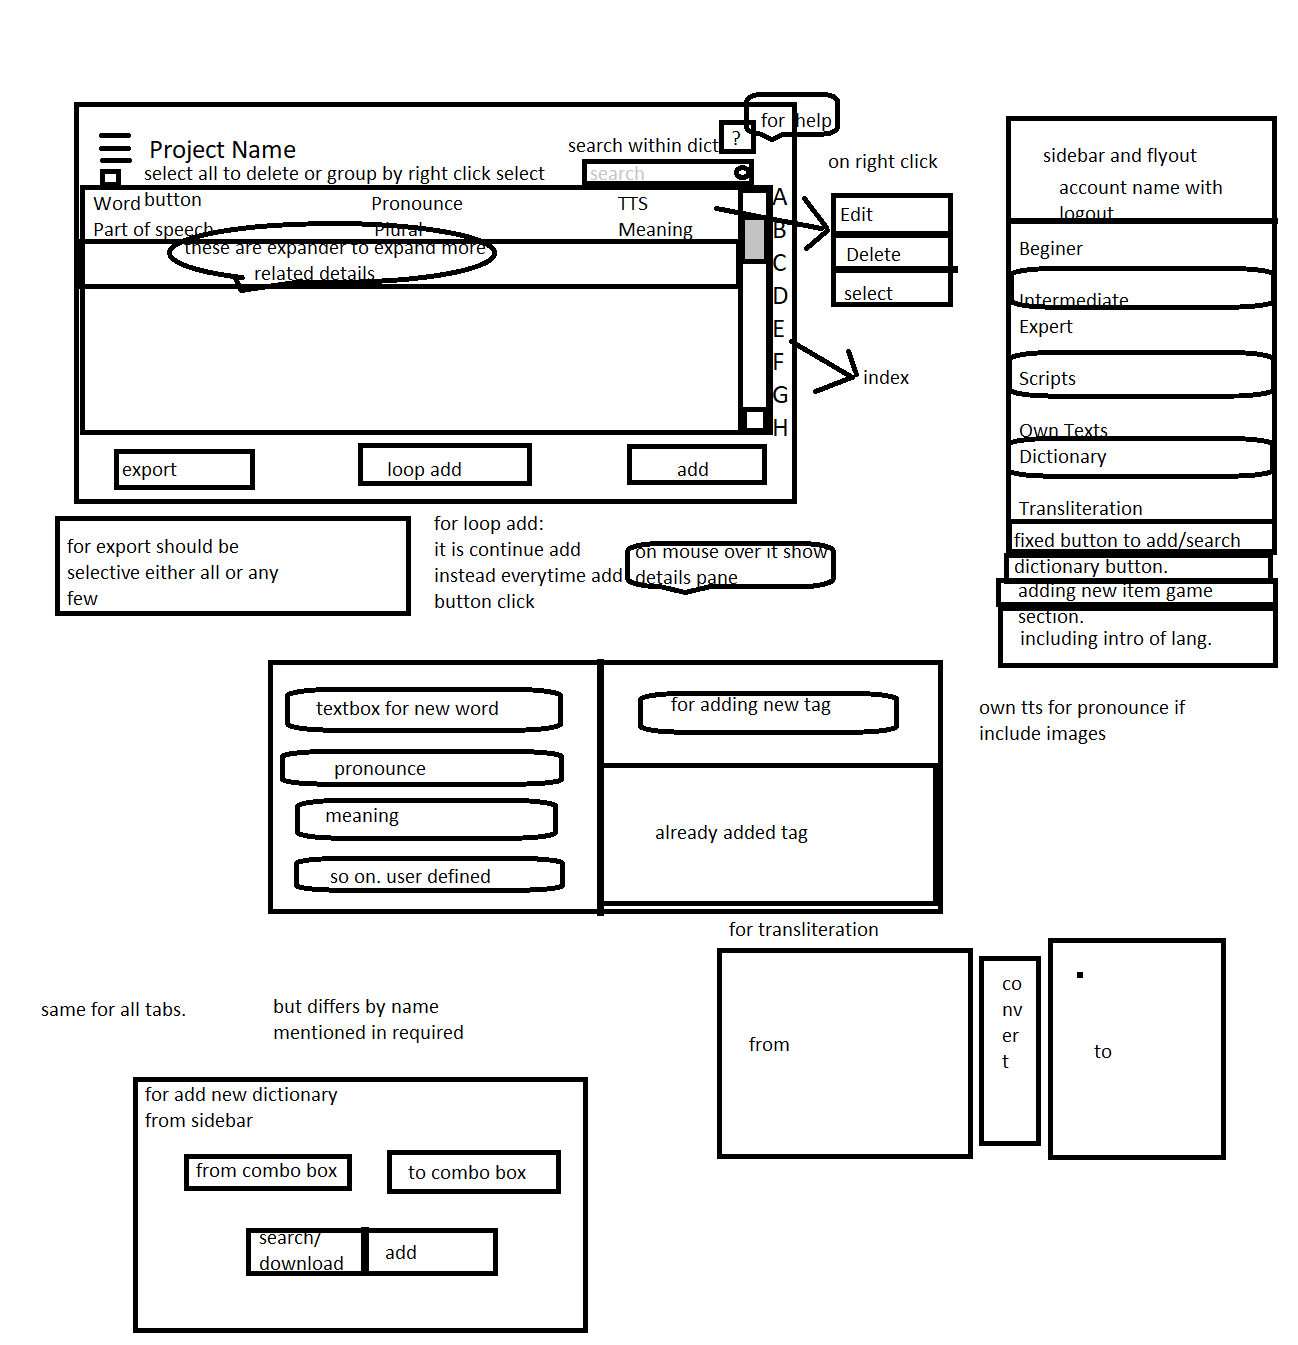 for help
?
search within dict
Project Name
select all to delete or group by right click select
button
search
Word
Pronounce
TTS
Part of speech
Plural
Meaning
these are expander to expand more
related details
A
B
C
D
E
F
G
H
on right click
Edit
Delete
select
index
export
loop add
add
sidebar and flyout
account name with
logout
Beginer
Intermediate
Expert
Scripts
Own Texts
Dictionary
Transliteration
fixed button to add/search
dictionary button.
adding new item game
section.
including intro of lang.
for export should be
selective either all or any
few
for loop add:
it is continue add
instead everytime add
button click
on mouse over it show
details pane
own tts for pronounce if
include images
textbox for new word
pronounce
meaning
so on. user defined
for adding new tag
already added tag
for transliteration
from
co
nv
er
t
to
same for all tabs.
but differs by name
mentioned in required
for add new dictionary
from sidebar
from combo box
to combo box
search/
download
add